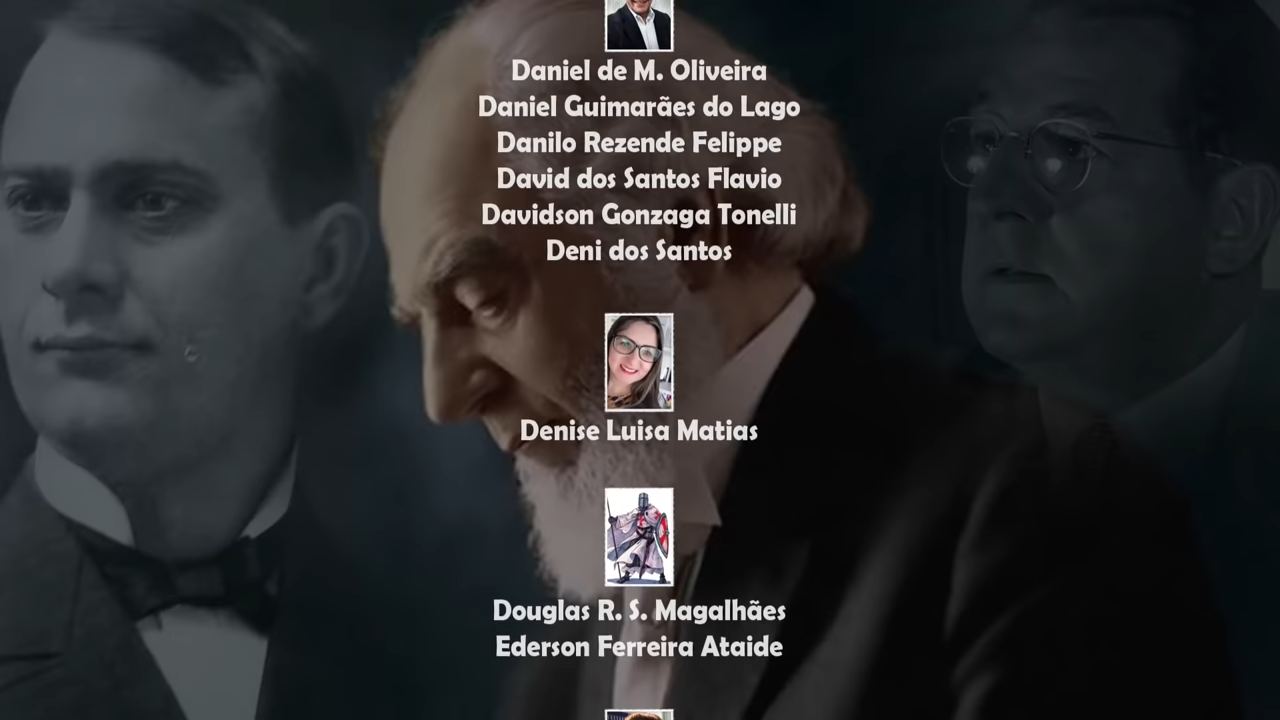 Daniel de M. Oliveira
Daniel Guimarães do Lago
Danilo Rezende Felippe
David dos Santos Flavio
Davidson Gonzaga Tonelli
Deni dos Santos
Denise Luisa Matias
Douglas R. S. Magalhães
Ederson Ferreira Ataide